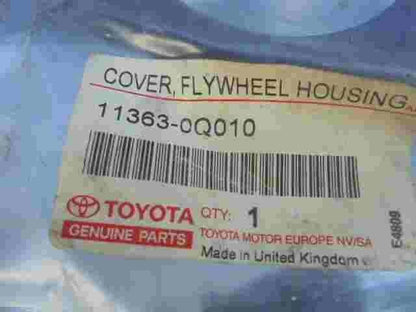 COVER, FLYWHEEL HOUSING
11363-0Q010
TOYOTA QTY: 1
GENUINE PARTS TOYOTA MOTOR EUROPE NV/SA
Made in United Kingdom
E4809